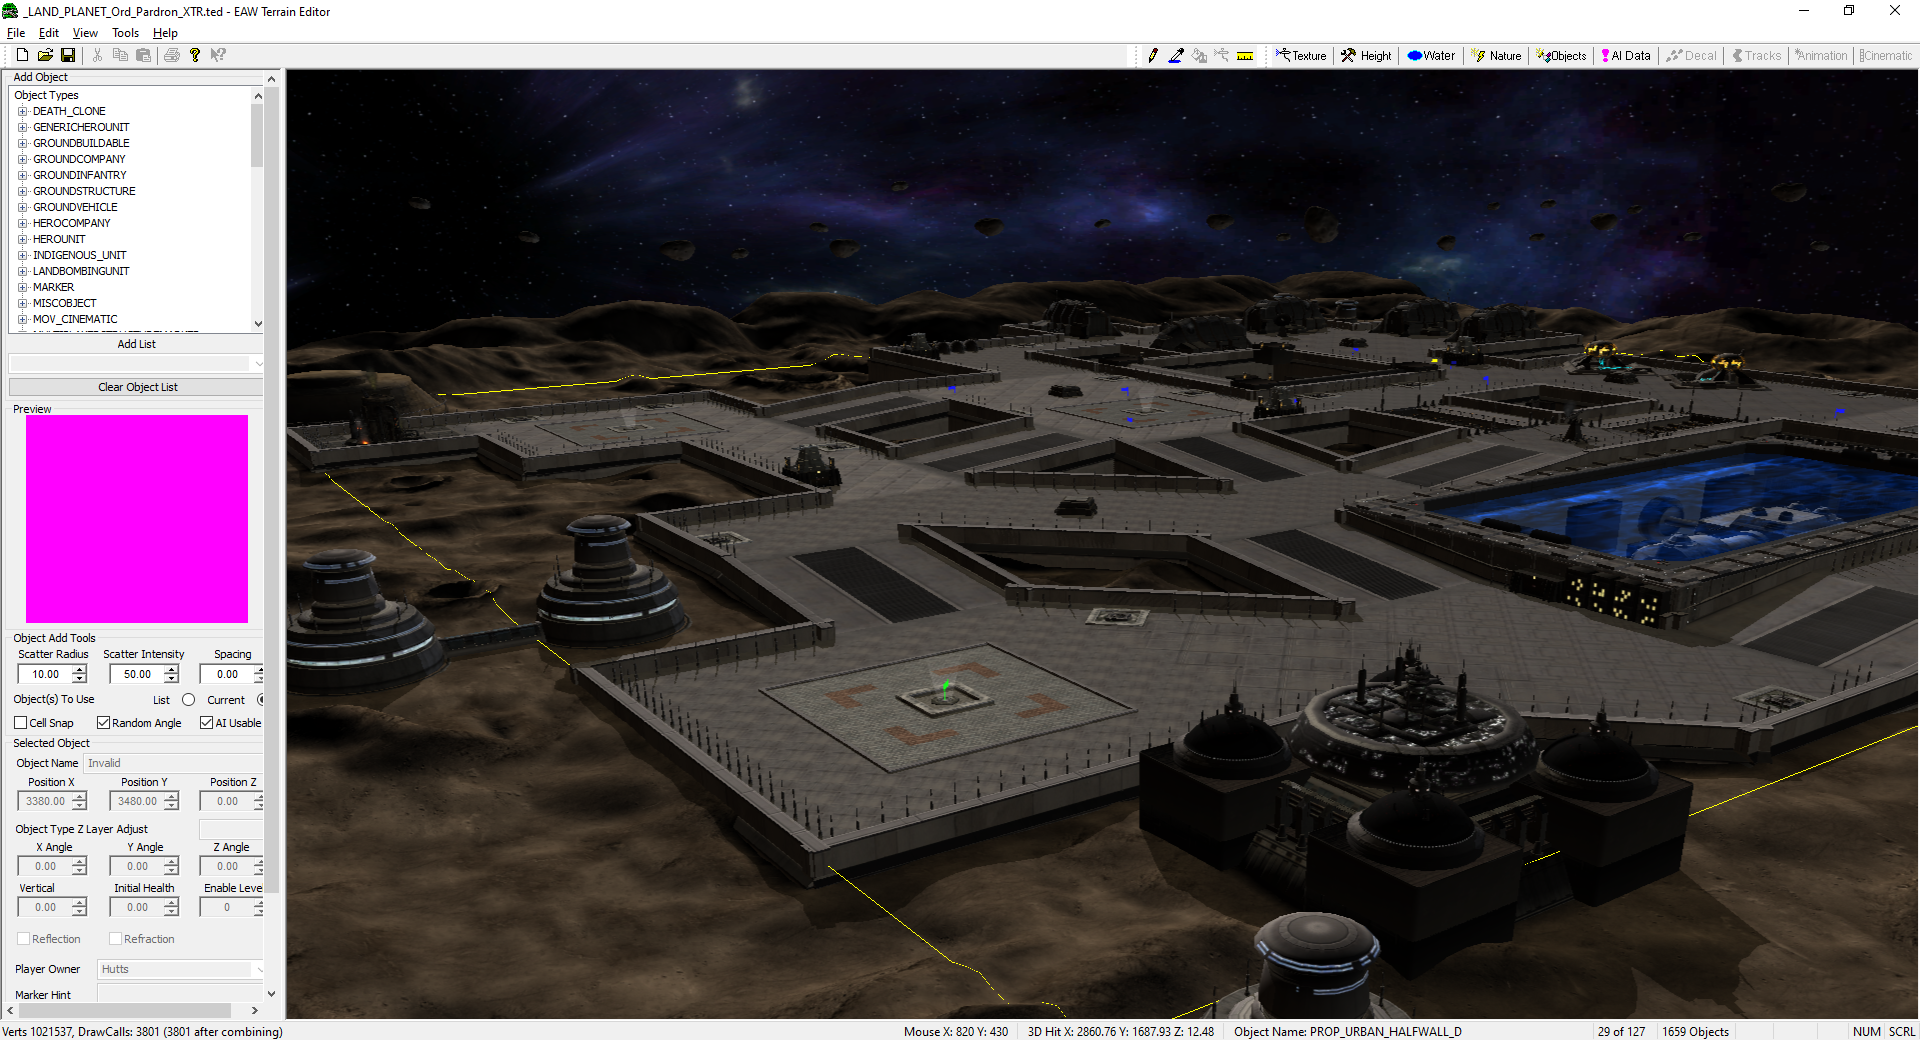 _LAND_PLANET_Ord_Pardron_XTR.ted - EAW Terrain Editor
File Edit View Tools Help
Texture Height Water Nature Objects AI Data Decal Tracks Animation Cinematic
Add Object
Object Types
DEATH_CLONE
GENERICHEROUNIT
GROUNDBUILDABLE
GROUNDCOMPANY
GROUNDINFANTRY
GROUNDSTRUCTURE
GROUNDVEHICLE
HEROCOMPANY
HEROUNIT
INDIGENOUS_UNIT
LANDBOMBINGUNIT
MARKER
MISCOBJECT
MOV_CINEMATIC
Add List
Clear Object List
Preview
Object Add Tools
Scatter Radius Scatter Intensity Spacing
10.00 50.00 0.00
Object(s) To Use List Current
Cell Snap Random Angle AI Usable
Selected Object
Object Name Invalid
Position X Position Y Position Z
3380.00 3480.00 0.00
Object Type Z Layer Adjust
X Angle Y Angle Z Angle
0.00 0.00 0.00
Vertical Initial Health Enable Leve
0.00 0.00 0
Reflection Refraction
Player Owner Hutts
Marker Hint
Verts 1021537, DrawCalls: 3801 (3801 after combining) Mouse X: 820 Y: 430 3D Hit X: 2860.76 Y: 1687.93 Z: 12.48 Object Name: PROP_URBAN_HALFWALL_D 29 of 127 1659 Objects NUM SCRL